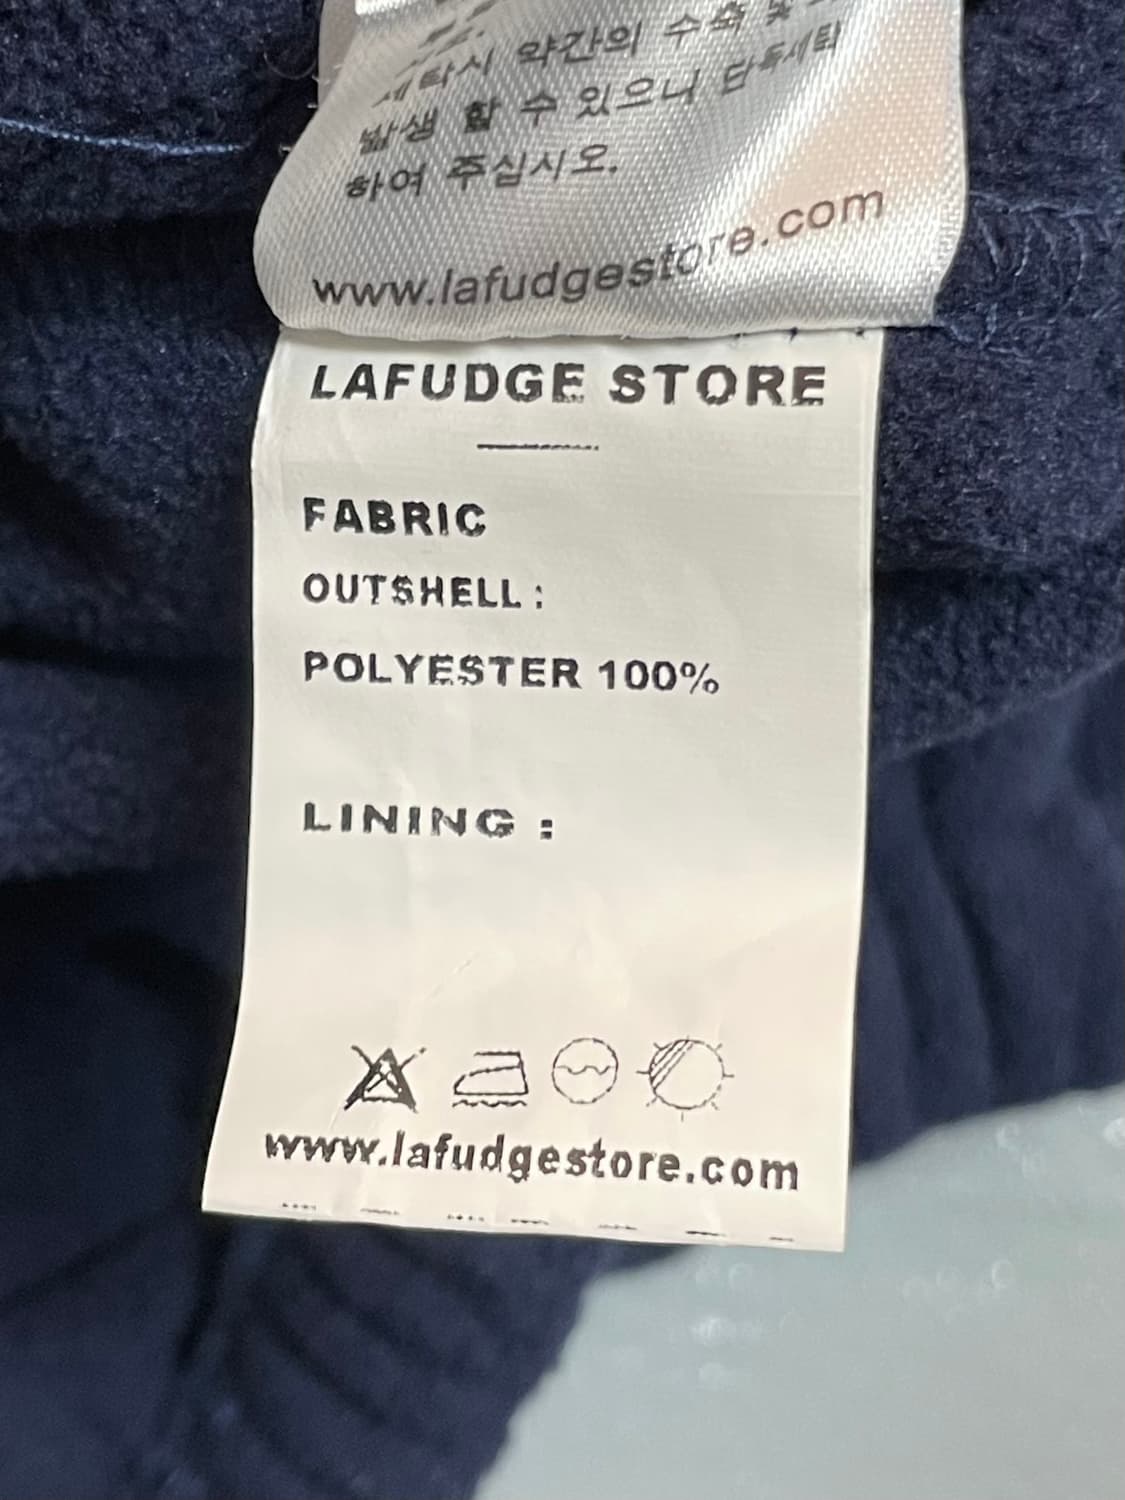 세탁시 약간의 수축 및
발생 할 수 있으니 단독세탁
하여 주십시오.
www.lafudgestore.com
LAFUDGE STORE
FABRIC
OUTSHELL :
POLYESTER 100%
LINING :
www.lafudgestore.com